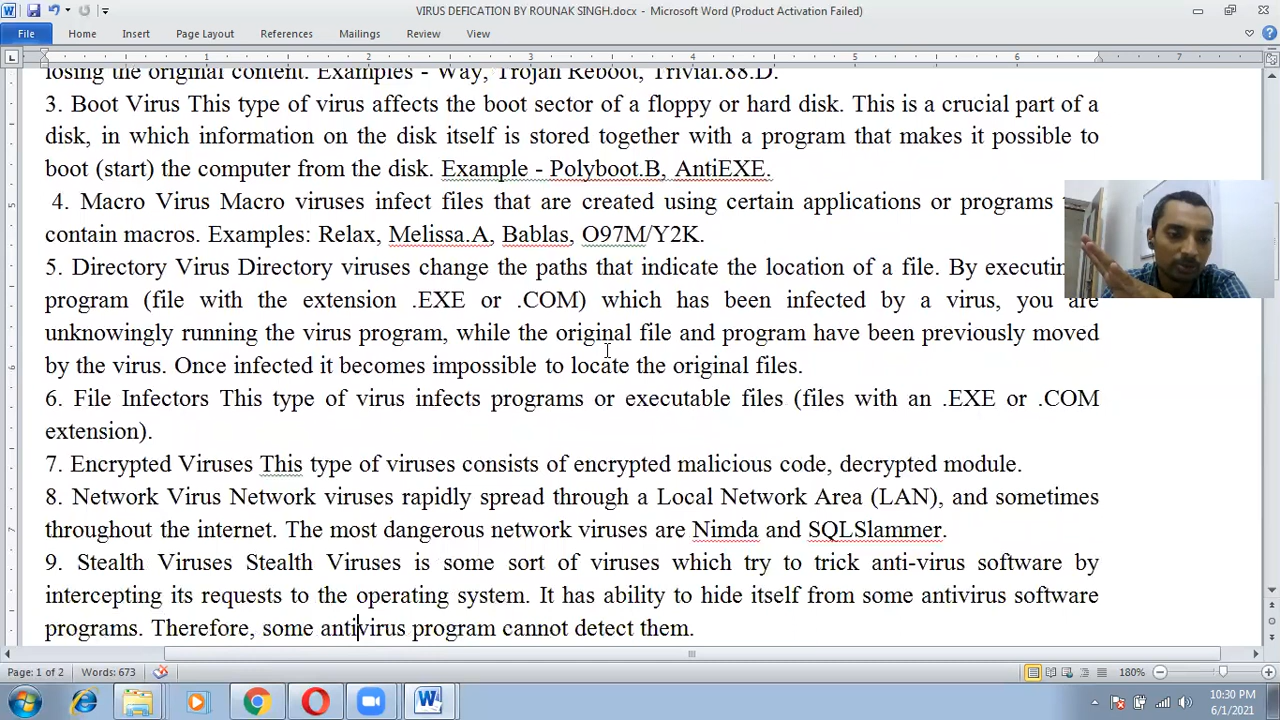 VIRUS DEFICATION BY ROUNAK SINGH.docx - Microsoft Word (Product Activation Failed)
File Home Insert Page Layout References Mailings Review View
1 2 3 4 5 6 7
losing the original content. Examples - Way, Trojan Reboot, Trivial.88.D.
3. Boot Virus This type of virus affects the boot sector of a floppy or hard disk. This is a crucial part of a
disk, in which information on the disk itself is stored together with a program that makes it possible to
boot (start) the computer from the disk. Example - Polyboot.B, AntiEXE.
4. Macro Virus Macro viruses infect files that are created using certain applications or programs
contain macros. Examples: Relax, Melissa.A, Bablas, O97M/Y2K.
5. Directory Virus Directory viruses change the paths that indicate the location of a file. By
program (file with the extension .EXE or .COM) which has been infected by a virus, you are
unknowingly running the virus program, while the original file and program have been previously moved
by the virus. Once infected it becomes impossible to locate the original files.
6. File Infectors This type of virus infects programs or executable files (files with an .EXE or .COM
extension).
7. Encrypted Viruses This type of viruses consists of encrypted malicious code, decrypted module.
8. Network Virus Network viruses rapidly spread through a Local Network Area (LAN), and sometimes
throughout the internet. The most dangerous network viruses are Nimda and SQLSlammer.
9. Stealth Viruses Stealth Viruses is some sort of viruses which try to trick anti-virus software by
intercepting its requests to the operating system. It has ability to hide itself from some antivirus software
programs. Therefore, some antivirus program cannot detect them.
Page: 1 of 2 Words: 673 180%
10:30 PM
6/1/2021